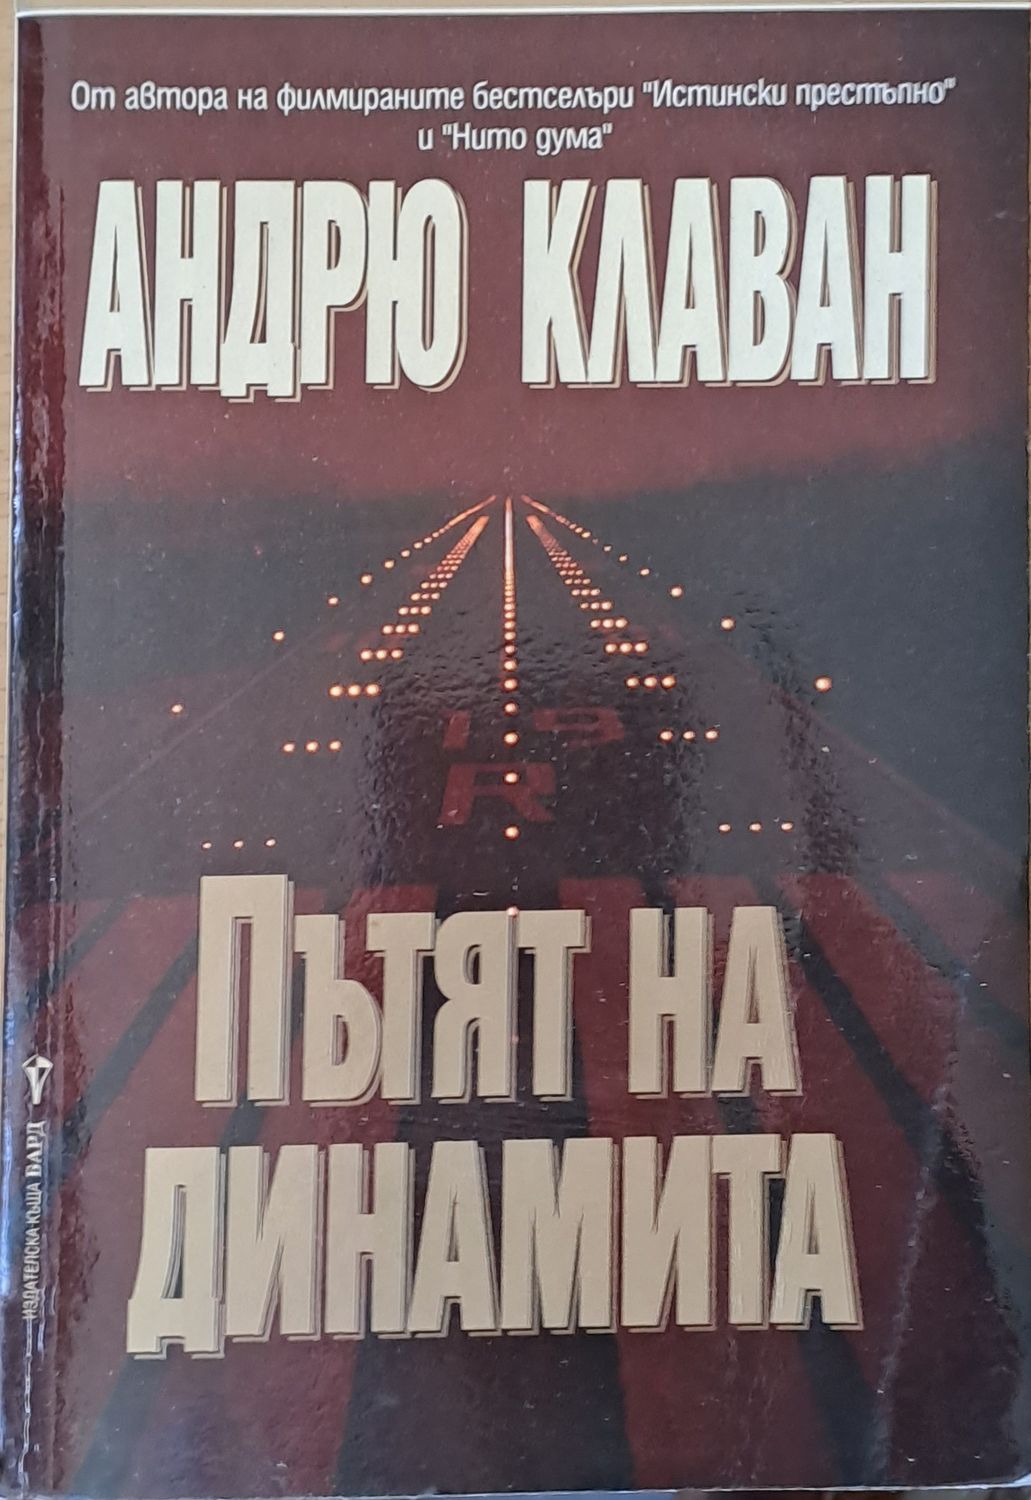 От автора на филмираните бестселъри "Истински престъпно"
и "Нито дума"
АНДРЮ КЛАВАН
19
R
ПЪТЯТ НА
ДИНАМИТА
ИЗДАТЕЛСКА КЪЩА БАРД